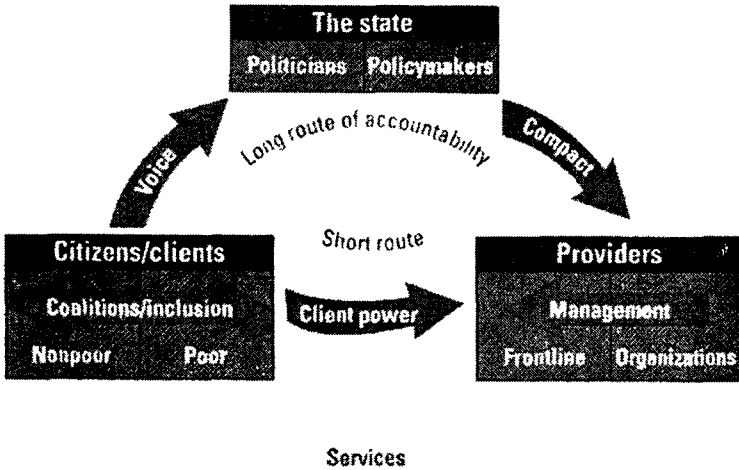 The state
Politicians Policymakers
Long route of accountability
Voice
Compact
Short route
Citizens/clients
Coalitions/inclusion
Nonpoor Poor
Client power
Providers
Management
Frontline Organizations
Services